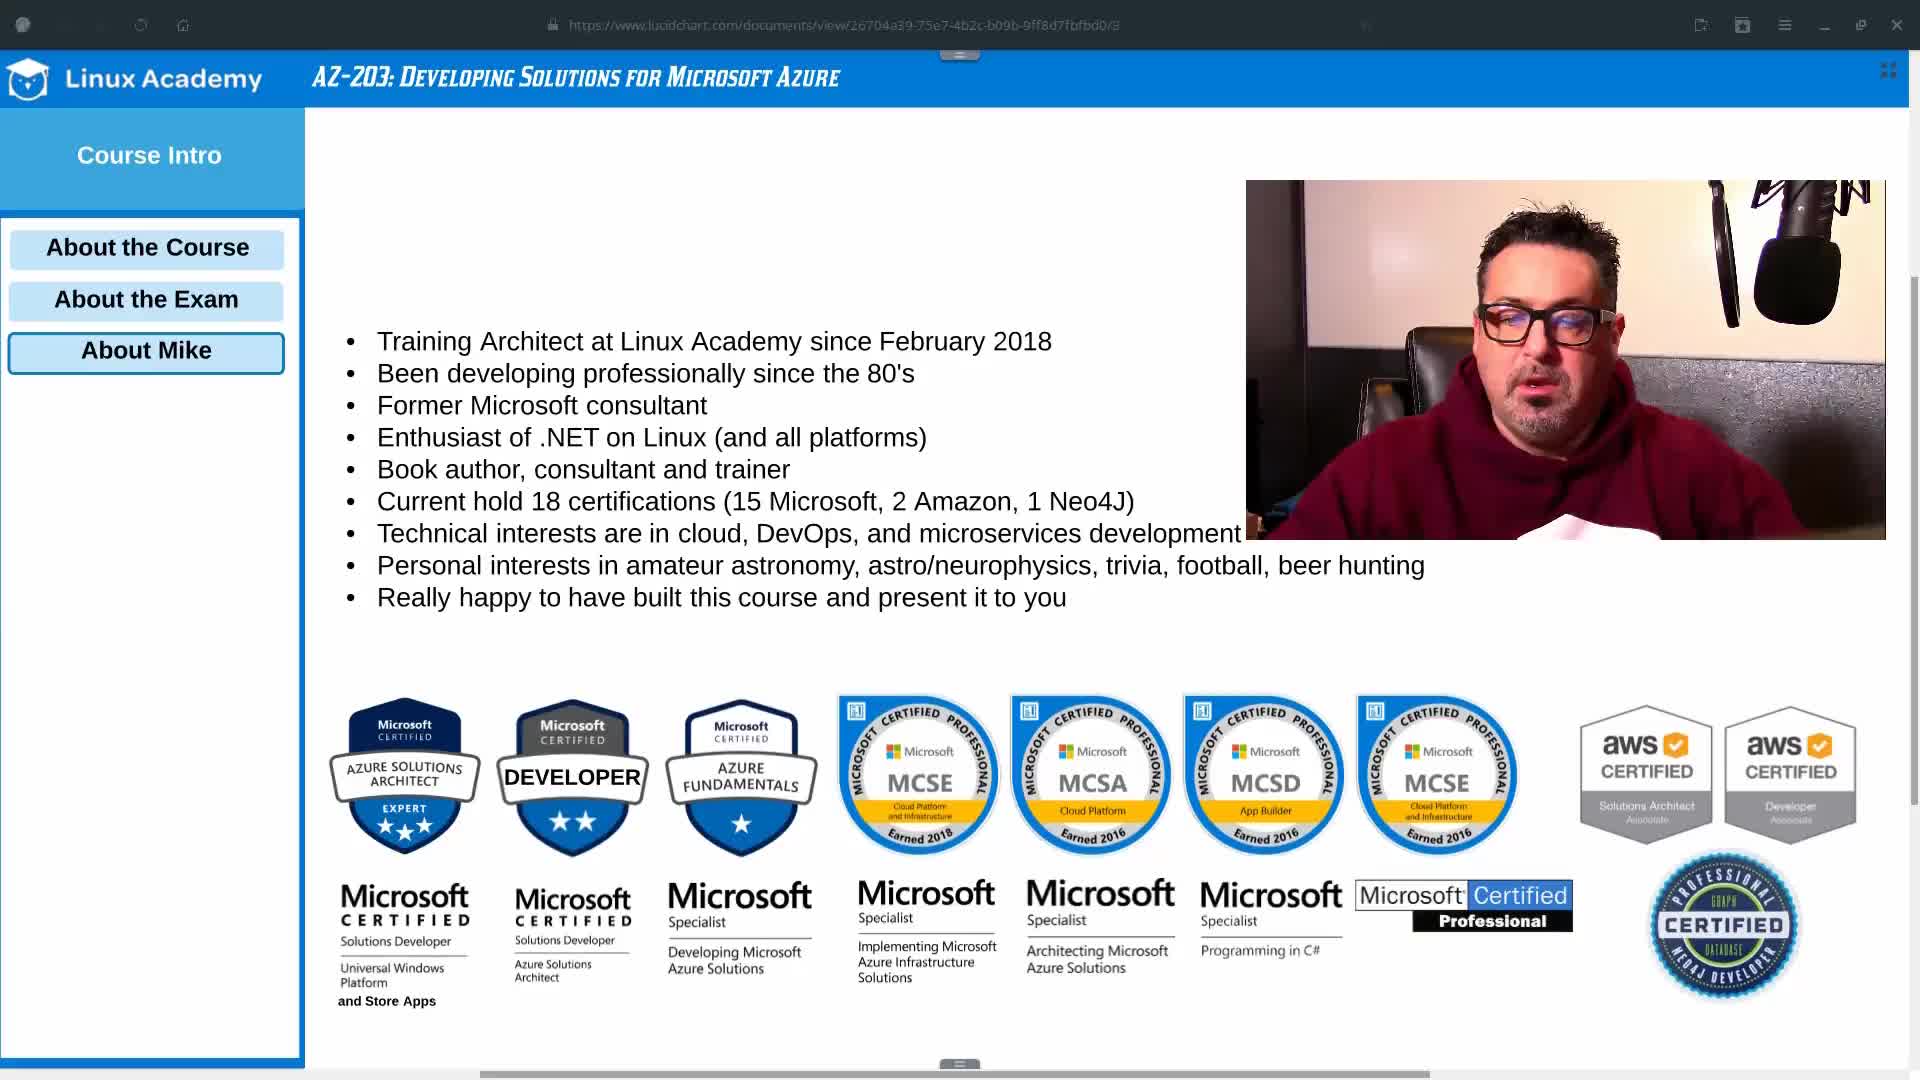 https://www.lucidchart.com/documents/view/26704a39-75e7-4b2c-b09b-9ff8d7fbfbd0/3
Linux Academy
AZ-203: Developing Solutions for Microsoft Azure
Course Intro
About the Course
About the Exam
About Mike
• Training Architect at Linux Academy since February 2018
• Been developing professionally since the 80's
• Former Microsoft consultant
• Enthusiast of .NET on Linux (and all platforms)
• Book author, consultant and trainer
• Current hold 18 certifications (15 Microsoft, 2 Amazon, 1 Neo4J)
• Technical interests are in cloud, DevOps, and microservices development
• Personal interests in amateur astronomy, astro/neurophysics, trivia, football, beer hunting
• Really happy to have built this course and present it to you
Microsoft
CERTIFIED
AZURE SOLUTIONS
ARCHITECT
EXPERT
Microsoft
CERTIFIED
DEVELOPER
Microsoft
CERTIFIED
AZURE
FUNDAMENTALS
MICROSOFT CERTIFIED PROFESSIONAL
Microsoft
MCSE
Cloud Platform
and Infrastructure
Earned 2018
MICROSOFT CERTIFIED PROFESSIONAL
Microsoft
MCSA
Cloud Platform
Earned 2016
MICROSOFT CERTIFIED PROFESSIONAL
Microsoft
MCSD
App Builder
Earned 2016
MICROSOFT CERTIFIED PROFESSIONAL
Microsoft
MCSE
Cloud Platform
and Infrastructure
Earned 2016
aws
CERTIFIED
Solutions Architect
Associate
aws
CERTIFIED
Developer
Associate
Microsoft
CERTIFIED
Solutions Developer
Universal Windows
Platform
and Store Apps
Microsoft
CERTIFIED
Solutions Developer
Azure Solutions
Architect
Microsoft
Specialist
Developing Microsoft
Azure Solutions
Microsoft
Specialist
Implementing Microsoft
Azure Infrastructure
Solutions
Microsoft
Specialist
Architecting Microsoft
Azure Solutions
Microsoft
Specialist
Programming in C#
Microsoft Certified
Professional
PROFESSIONAL
GRAPH
CERTIFIED
DATABASE
NEO4J DEVELOPER